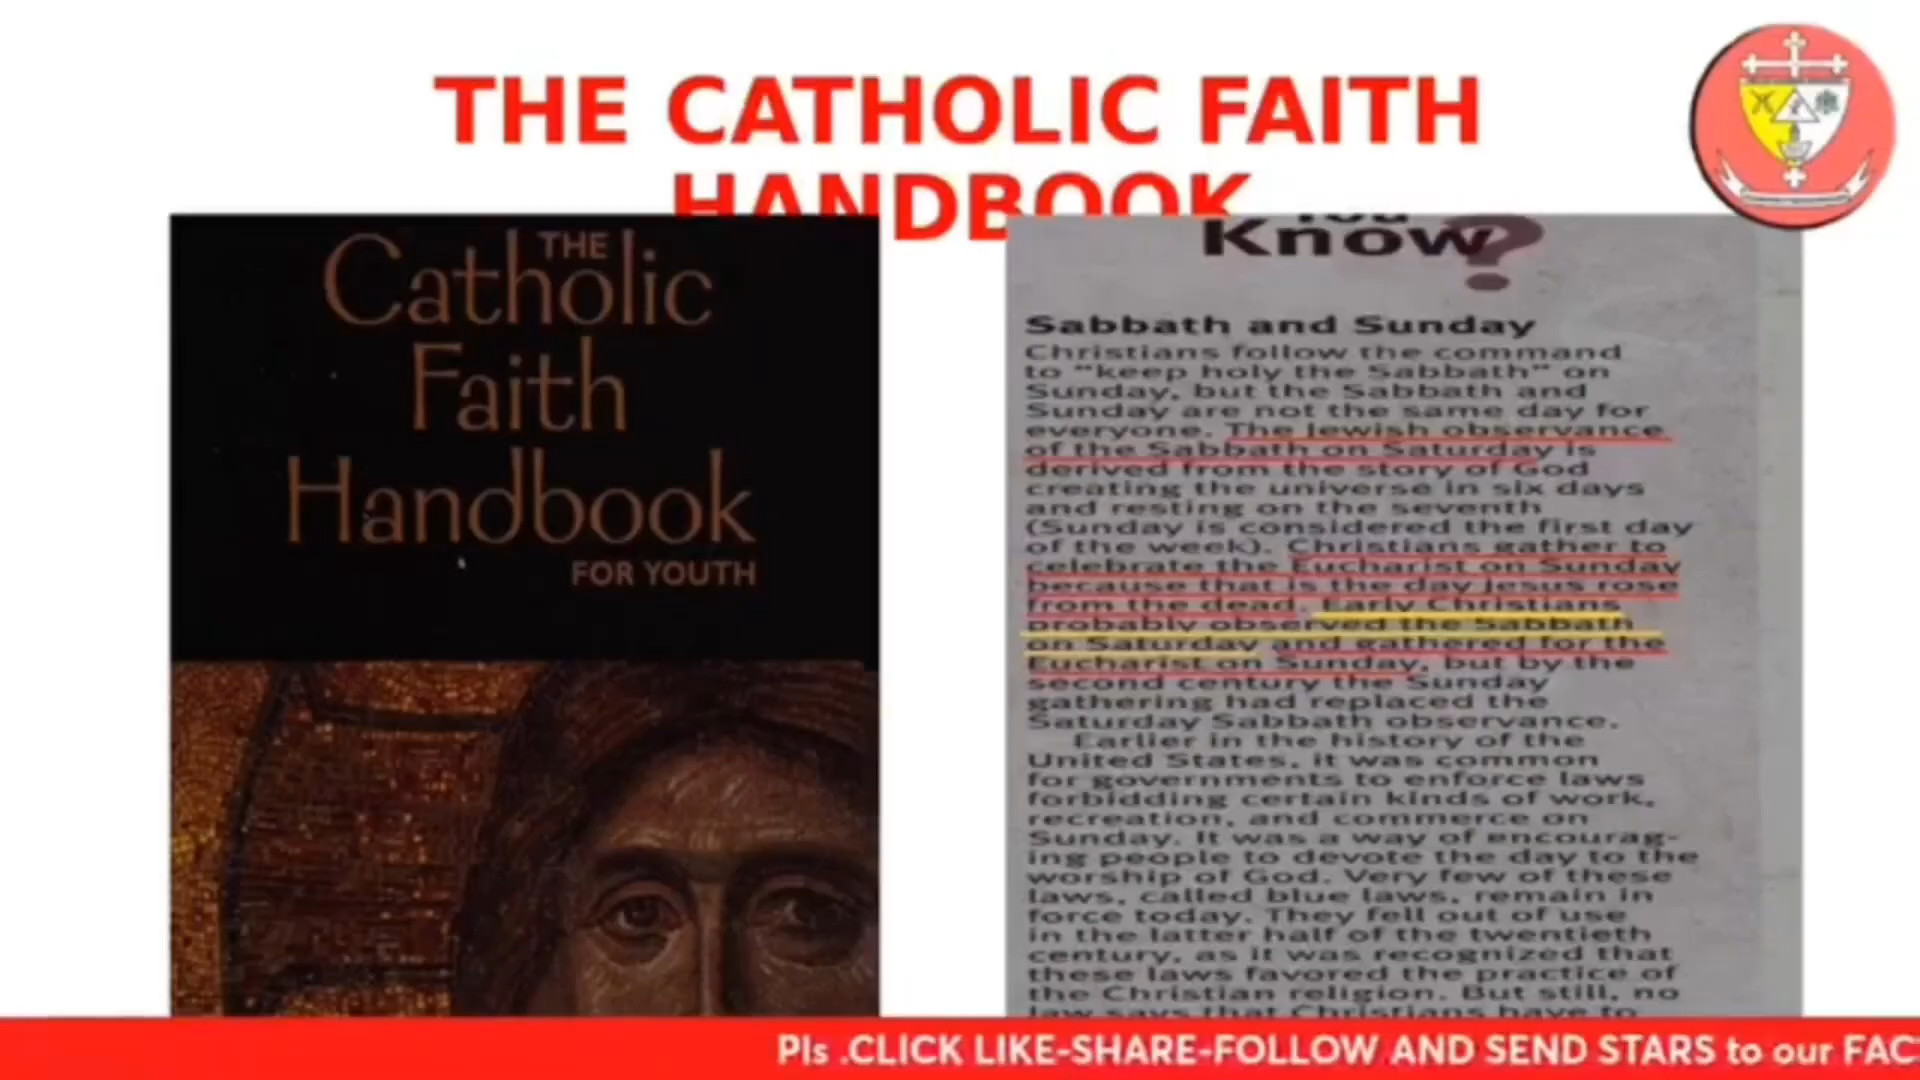 THE CATHOLIC FAITH
HANDBOOK
THE
Catholic
Faith
Handbook
FOR YOUTH
You
Know?
Sabbath and Sunday
Christians follow the command
to "keep holy the Sabbath" on
Sunday, but the Sabbath and
Sunday are not the same day for
everyone. The Jewish observance
of the Sabbath on Saturday is
derived from the story of God
creating the universe in six days
and resting on the seventh
(Sunday is considered the first day
of the week). Christians gather to
celebrate the Eucharist on Sunday
because that is the day Jesus rose
from the dead. Early Christians
probably observed the Sabbath
on Saturday and gathered for the
Eucharist on Sunday, but by the
second century the Sunday
gathering had replaced the
Saturday Sabbath observance.
Earlier in the history of the
United States, it was common
for governments to enforce laws
forbidding certain kinds of work,
recreation, and commerce on
Sunday. It was a way of encourag-
ing people to devote the day to the
worship of God. Very few of these
laws, called blue laws, remain in
force today. They fell out of use
in the latter half of the twentieth
century, as it was recognized that
these laws favored the practice of
the Christian religion. But still, no
law says that Christians have to
Pls .CLICK LIKE-SHARE-FOLLOW AND SEND STARS to our FAC